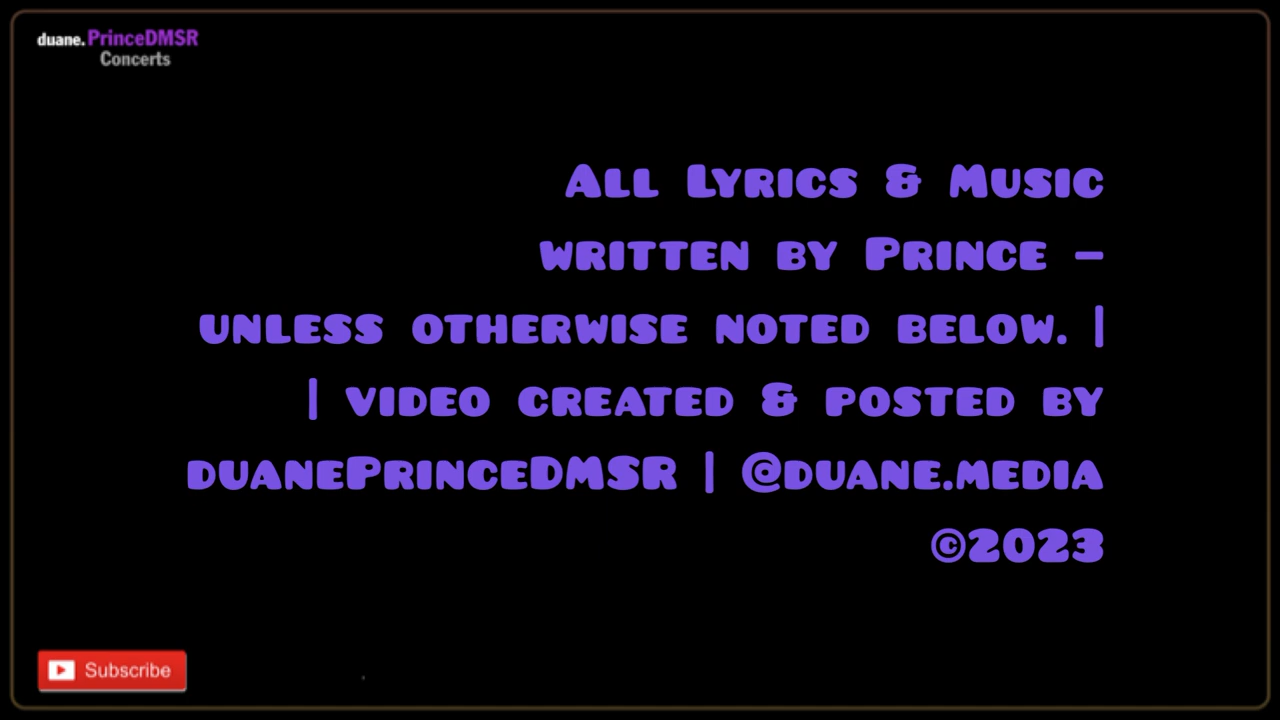 duane.PrinceDMSR
Concerts
All Lyrics & Music
written by Prince –
unless otherwise noted below. |
| video created & posted by
duanePrinceDMSR | @duane.media
©2023
Subscribe